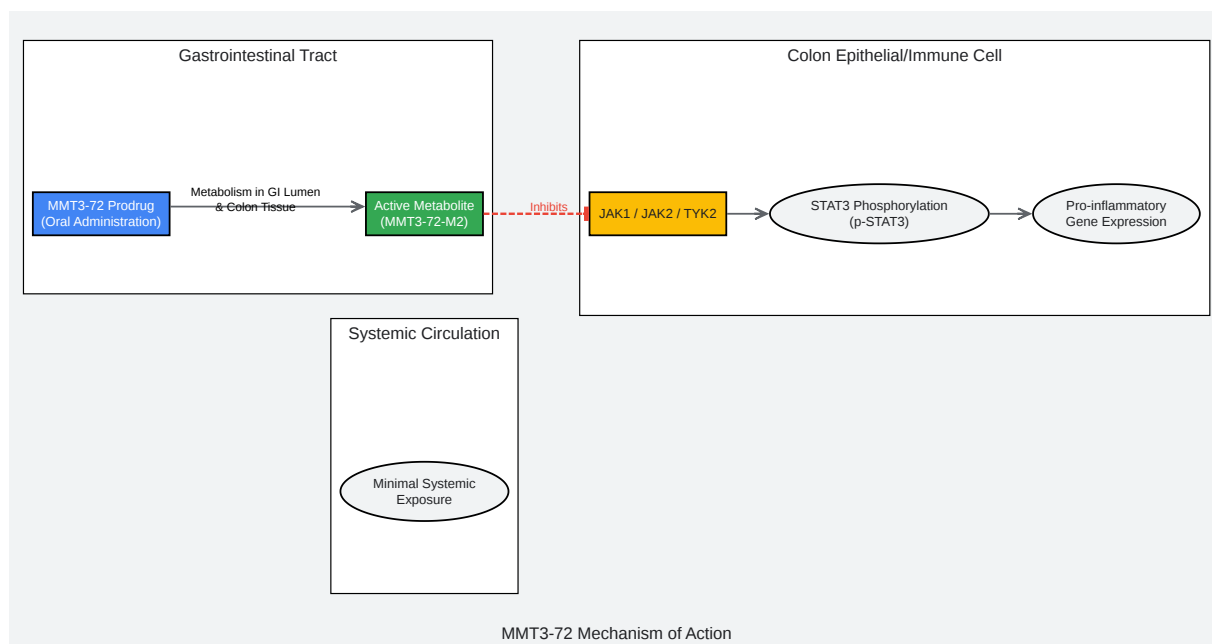 Gastrointestinal Tract
MMT3-72 Prodrug
(Oral Administration)
Metabolism in GI Lumen
& Colon Tissue
Active Metabolite
(MMT3-72-M2)
Inhibits
Colon Epithelial/Immune Cell
JAK1 / JAK2 / TYK2
STAT3 Phosphorylation
(p-STAT3)
Pro-inflammatory
Gene Expression
Systemic Circulation
Minimal Systemic
Exposure
MMT3-72 Mechanism of Action